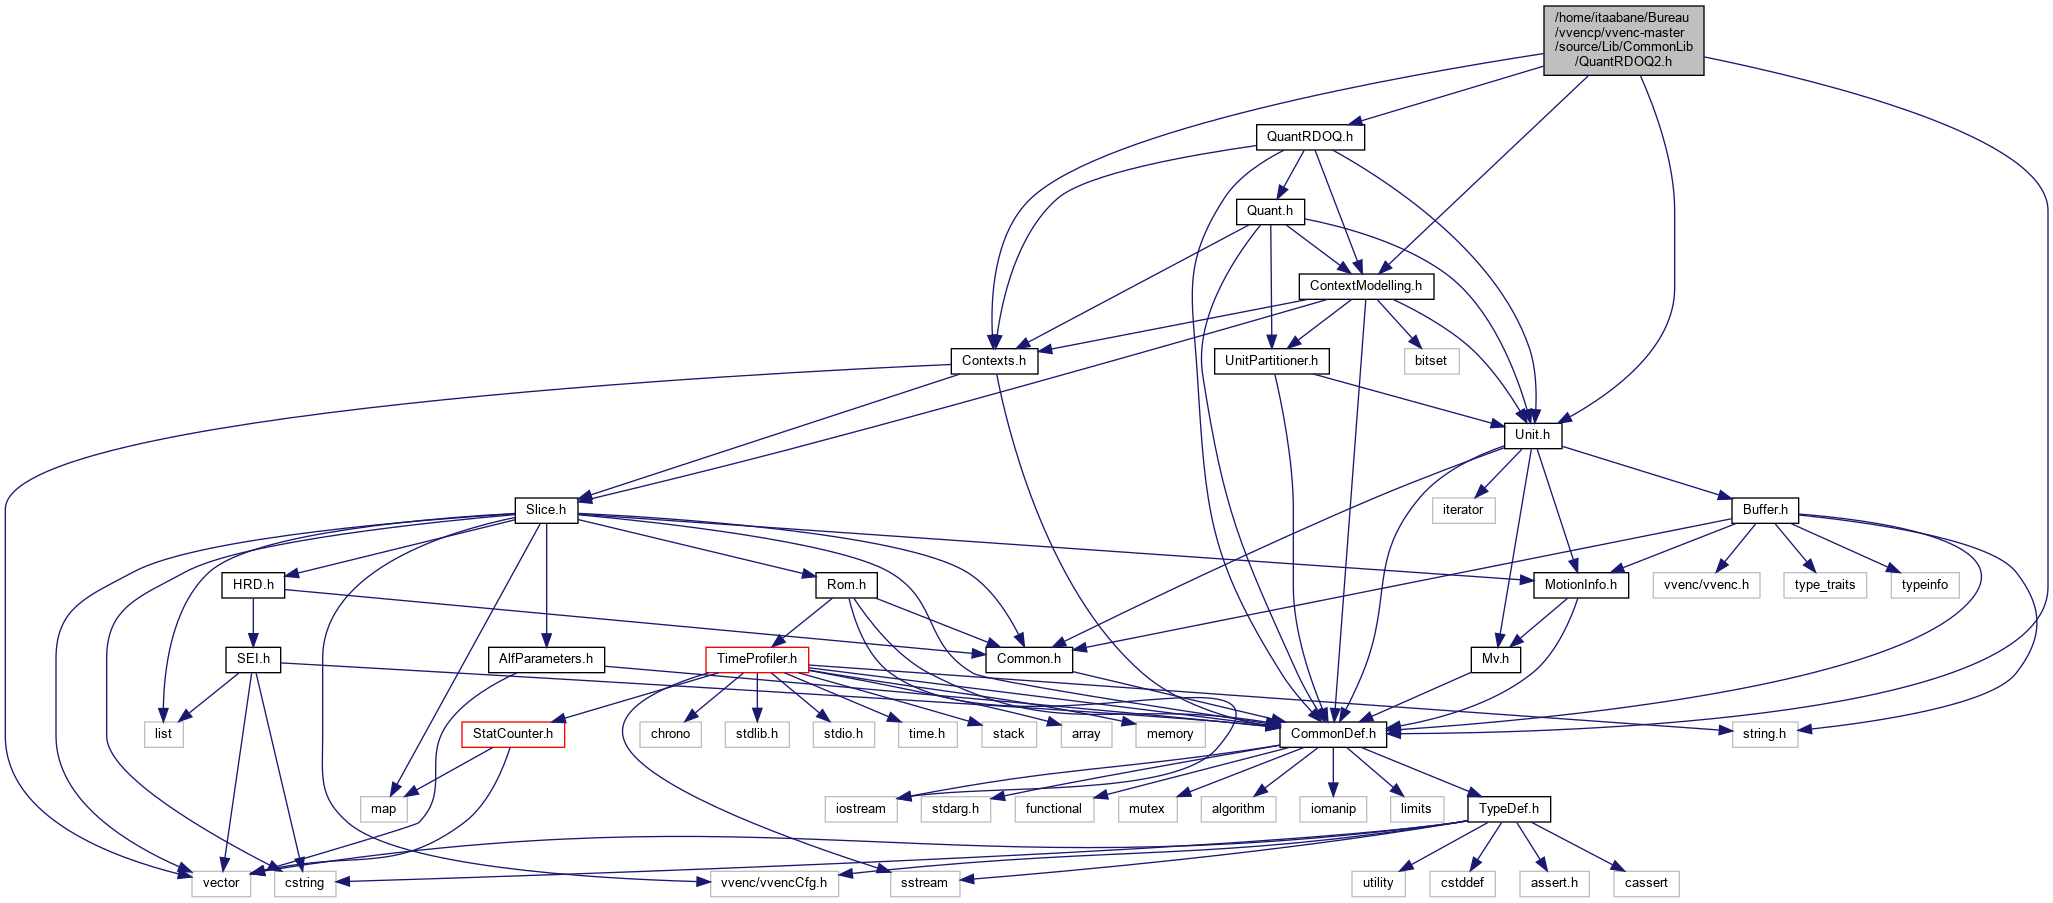 /home/itaabane/Bureau
/vvencp/vvenc-master
/source/Lib/CommonLib
/QuantRDOQ2.h
QuantRDOQ.h
Quant.h
ContextModelling.h
Contexts.h
UnitPartitioner.h
bitset
Unit.h
Slice.h
iterator
Buffer.h
HRD.h
Rom.h
MotionInfo.h
vvenc/vvenc.h
type_traits
typeinfo
SEI.h
AlfParameters.h
TimeProfiler.h
Common.h
Mv.h
list
StatCounter.h
chrono
stdlib.h
stdio.h
time.h
stack
array
memory
CommonDef.h
string.h
map
iostream
stdarg.h
functional
mutex
algorithm
iomanip
limits
TypeDef.h
vector
cstring
vvenc/vvencCfg.h
sstream
utility
cstddef
assert.h
cassert